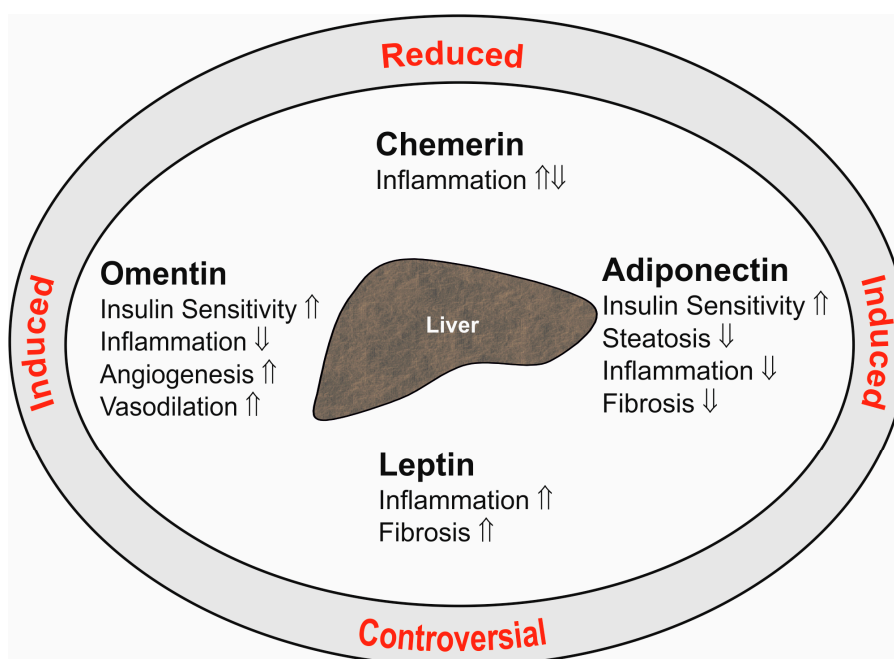 Reduced
Chemerin
Inflammation ⇑⇓
Induced
Omentin
Insulin Sensitivity ⇑
Inflammation ⇓
Angiogenesis ⇑
Vasodilation ⇑
Liver
Adiponectin
Insulin Sensitivity ⇑
Steatosis ⇓
Inflammation ⇓
Fibrosis ⇓
Induced
Leptin
Inflammation ⇑
Fibrosis ⇑
Controversial